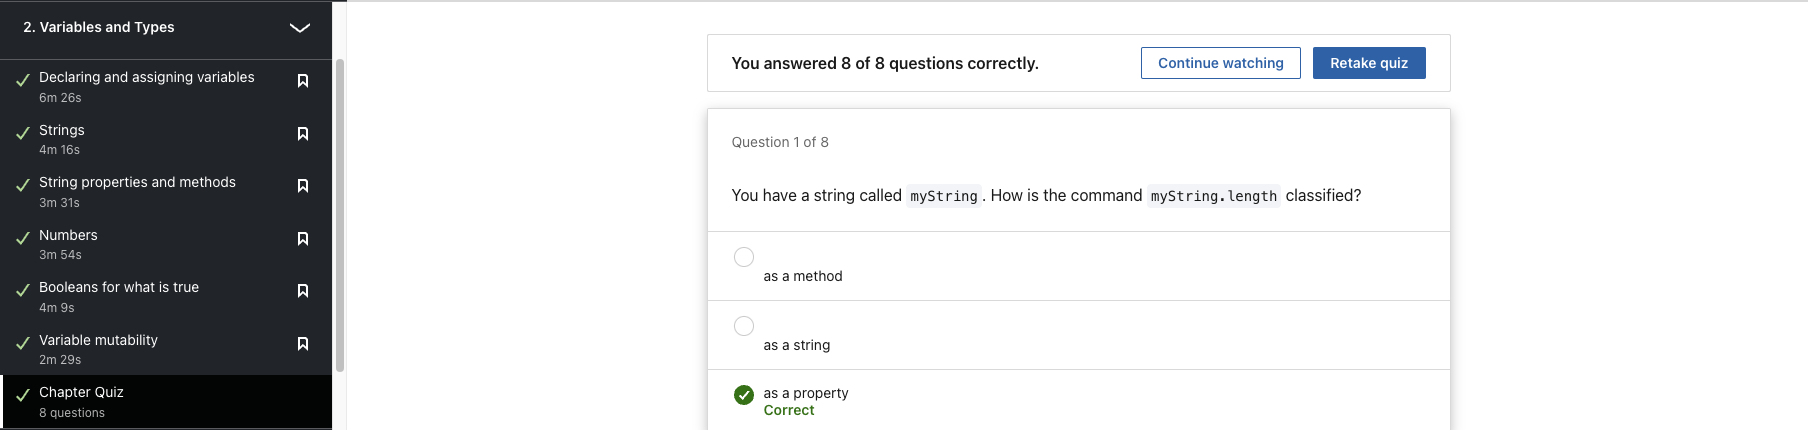 2. Variables and Types
Declaring and assigning variables
6m 26s
Strings
4m 16s
String properties and methods
3m 31s
Numbers
3m 54s
Booleans for what is true
4m 9s
Variable mutability
2m 29s
Chapter Quiz
8 questions
You answered 8 of 8 questions correctly.
Continue watching
Retake quiz
Question 1 of 8
You have a string called myString. How is the command myString.length classified?
as a method
as a string
as a property
Correct